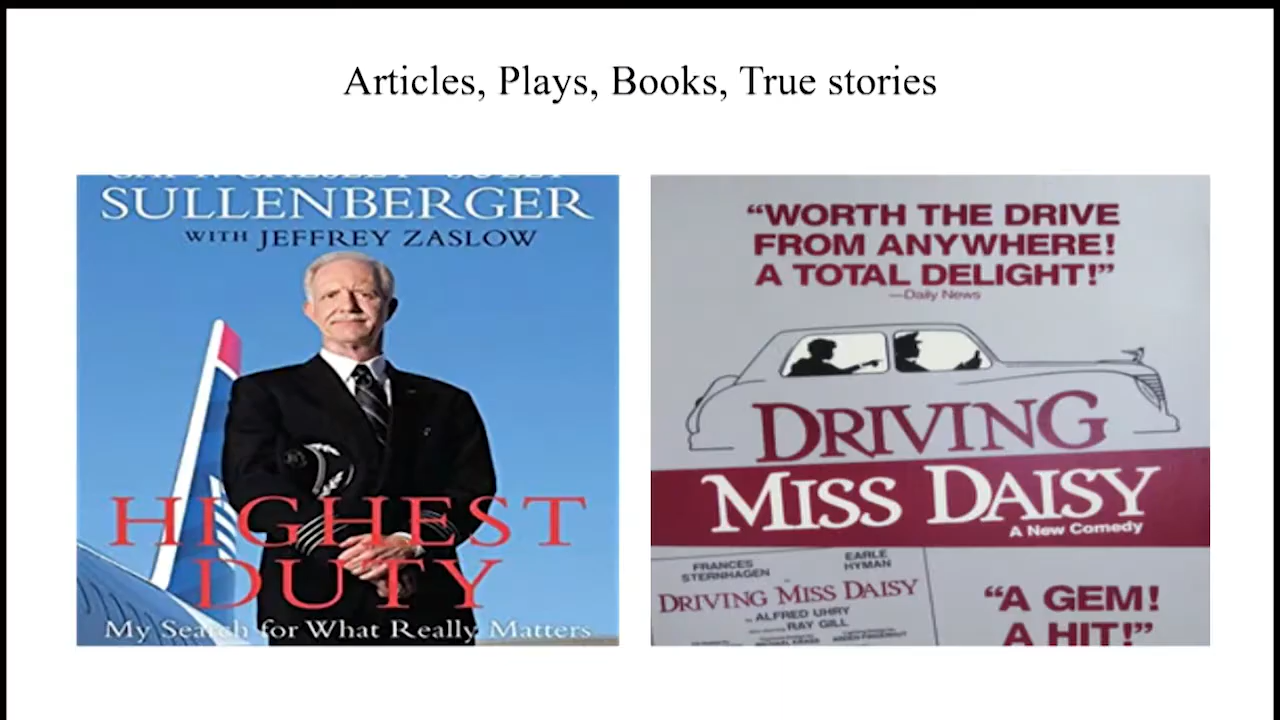 Articles, Plays, Books, True stories
SULLENBERGER
WITH JEFFREY ZASLOW
HIGHEST
DUTY
My Search for What Really Matters
“WORTH THE DRIVE
FROM ANYWHERE!
A TOTAL DELIGHT!”
—Daily News
DRIVING
MISS DAISY
A New Comedy
FRANCES
STERNHAGEN
EARLE
HYMAN
DRIVING MISS DAISY
by ALFRED UHRY
RAY GILL
“A GEM!
A HIT!”